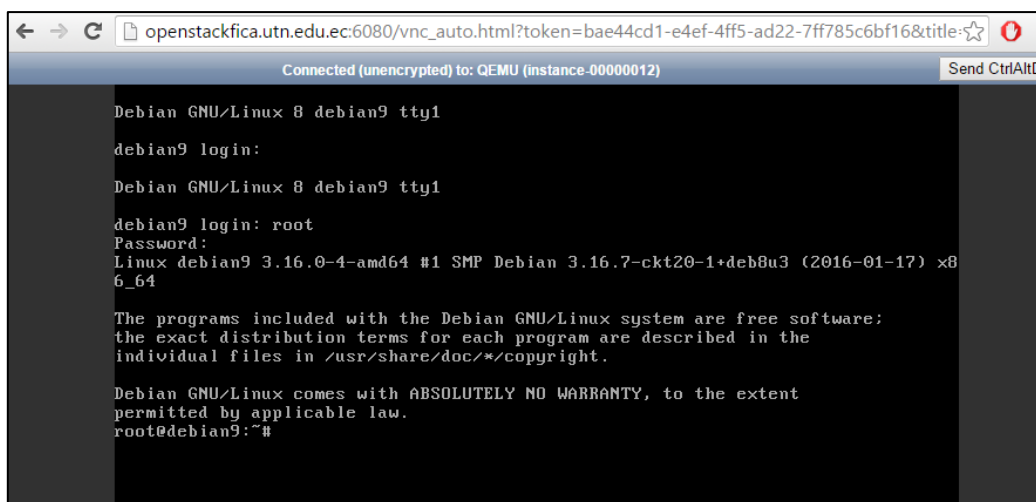 openstackfica.utn.edu.ec:6080/vnc_auto.html?token=bae44cd1-e4ef-4ff5-ad22-7ff785c6bf16&title=
Connected (unencrypted) to: QEMU (instance-00000012)
Send CtrlAltD
Debian GNU/Linux 8 debian9 tty1
debian9 login:
Debian GNU/Linux 8 debian9 tty1
debian9 login: root
Password:
Linux debian9 3.16.0-4-amd64 #1 SMP Debian 3.16.7-ckt20-1+deb8u3 (2016-01-17) x8
6_64
The programs included with the Debian GNU/Linux system are free software;
the exact distribution terms for each program are described in the
individual files in /usr/share/doc/*/copyright.
Debian GNU/Linux comes with ABSOLUTELY NO WARRANTY, to the extent
permitted by applicable law.
root@debian9:~#